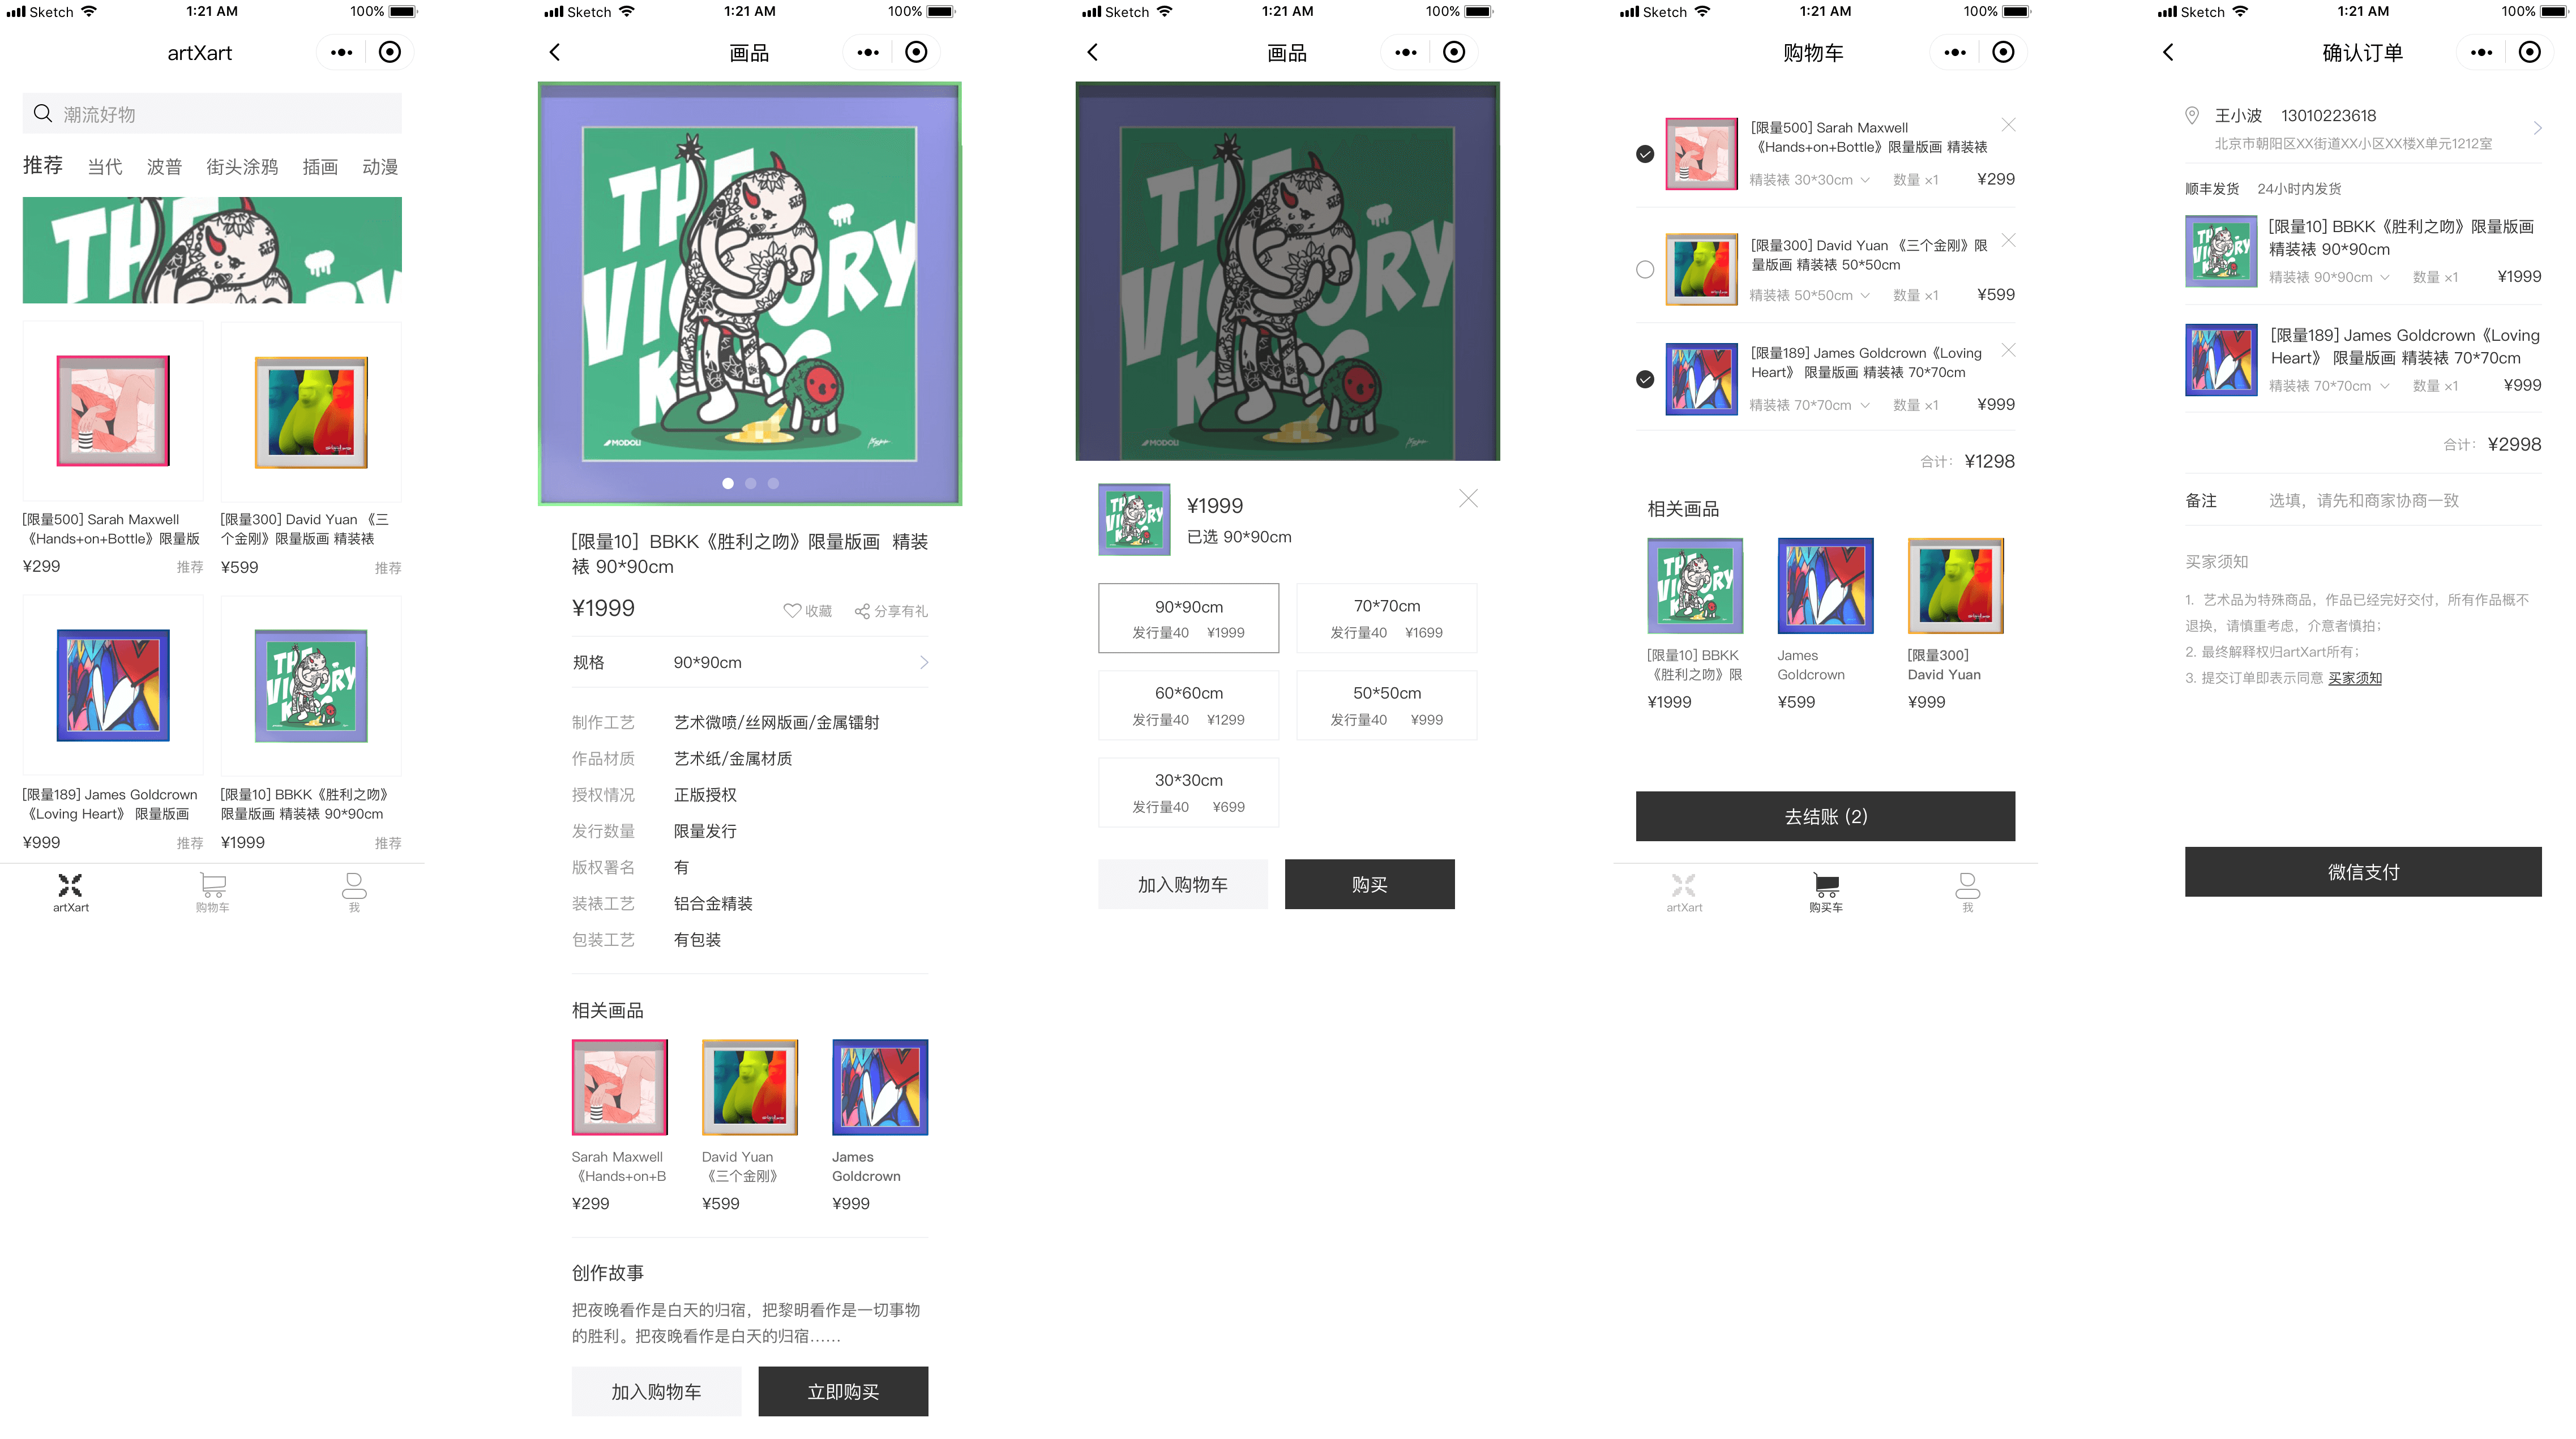 Sketch 1:21 AM 100%
artXart
潮流好物
推荐 当代 波普 街头涂鸦 插画 动漫
THE
[限量500] Sarah Maxwell
《Hands+on+Bottle》限量版
¥299 推荐
[限量300] David Yuan 《三
个金刚》限量版画 精装裱
¥599 推荐
[限量189] James Goldcrown
《Loving Heart》 限量版画
¥999 推荐
THE
VICTORY
[限量10] BBKK《胜利之吻》
限量版画 精装裱 90*90cm
¥1999 推荐
artXart 购物车 我
Sketch 1:21 AM 100%
画品
THE
VICTORY
KISS
MODOLI
[限量10] BBKK《胜利之吻》限量版画 精装
裱 90*90cm
¥1999 收藏 分享有礼
规格 90*90cm
制作工艺 艺术微喷/丝网版画/金属镭射
作品材质 艺术纸/金属材质
授权情况 正版授权
发行数量 限量发行
版权署名 有
装裱工艺 铝合金精装
包装工艺 有包装
相关画品
Sarah Maxwell
《Hands+on+B
¥299
David Yuan
《三个金刚》
¥599
James
Goldcrown
¥999
创作故事
把夜晚看作是白天的归宿，把黎明看作是一切事物
的胜利。把夜晚看作是白天的归宿……
加入购物车 立即购买
Sketch 1:21 AM 100%
画品
THE
VICTORY
KISS
MODOLI
¥1999
已选 90*90cm
90*90cm
发行量40 ¥1999
70*70cm
发行量40 ¥1699
60*60cm
发行量40 ¥1299
50*50cm
发行量40 ¥999
30*30cm
发行量40 ¥699
加入购物车 购买
Sketch 1:21 AM 100%
购物车
[限量500] Sarah Maxwell
《Hands+on+Bottle》限量版画 精装裱
精装裱 30*30cm 数量 ×1 ¥299
[限量300] David Yuan 《三个金刚》限
量版画 精装裱 50*50cm
精装裱 50*50cm 数量 ×1 ¥599
[限量189] James Goldcrown《Loving
Heart》 限量版画 精装裱 70*70cm
精装裱 70*70cm 数量 ×1 ¥999
合计： ¥1298
相关画品
[限量10] BBKK
《胜利之吻》限
¥1999
James
Goldcrown
¥599
[限量300]
David Yuan
¥999
去结账 (2)
artXart 购买车 我
Sketch 1:21 AM 100%
确认订单
王小波 13010223618
北京市朝阳区XX街道XX小区XX楼X单元1212室
顺丰发货 24小时内发货
[限量10] BBKK《胜利之吻》限量版画
精装裱 90*90cm
精装裱 90*90cm 数量 ×1 ¥1999
[限量189] James Goldcrown《Loving
Heart》 限量版画 精装裱 70*70cm
精装裱 70*70cm 数量 ×1 ¥999
合计： ¥2998
备注 选填，请先和商家协商一致
买家须知
1. 艺术品为特殊商品，作品已经完好交付，所有作品概不
退换，请慎重考虑，介意者慎拍；
2. 最终解释权归artXart所有；
3. 提交订单即表示同意 买家须知
微信支付